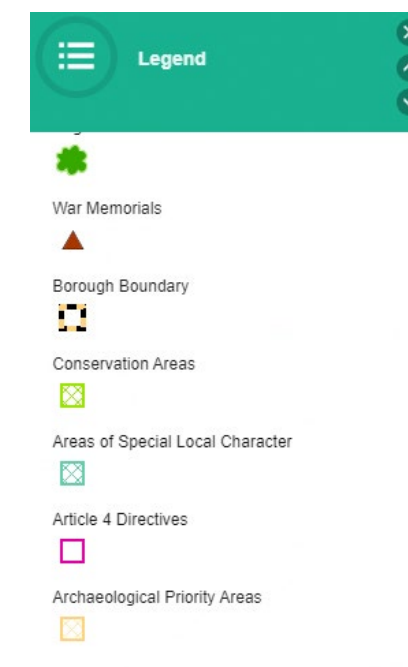 Legend
War Memorials
Borough Boundary
Conservation Areas
Areas of Special Local Character
Article 4 Directives
Archaeological Priority Areas